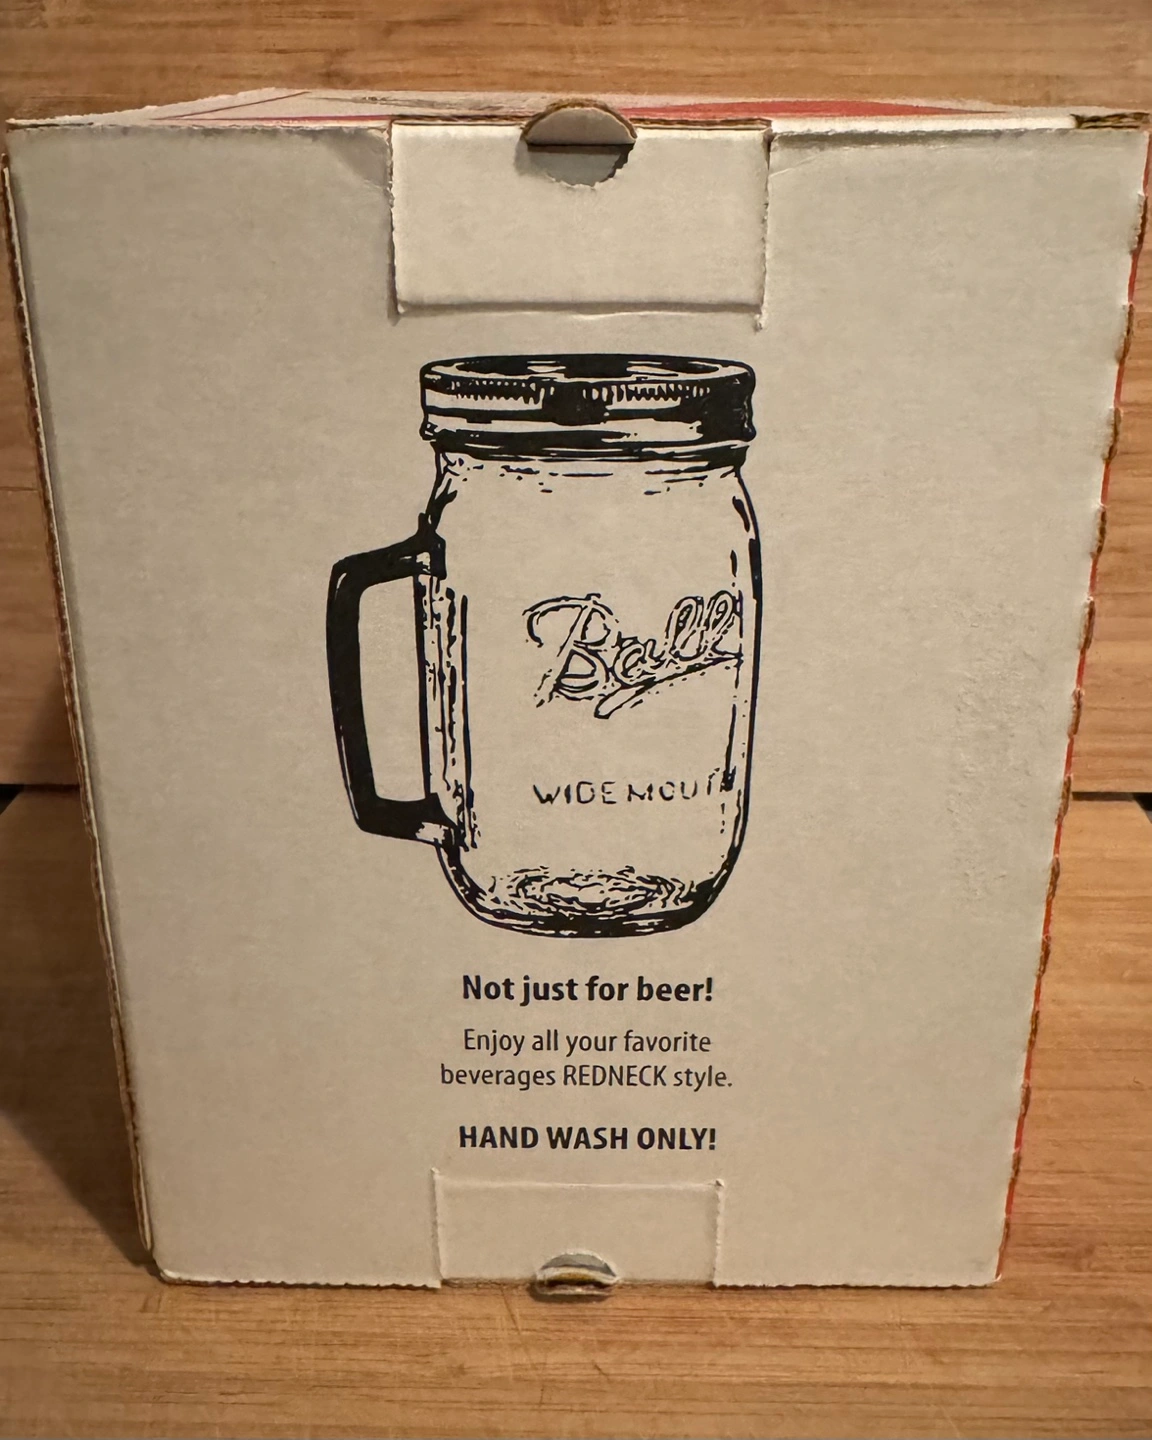 Ball
WIDE MOUT
Not just for beer!
Enjoy all your favorite
beverages REDNECK style.
HAND WASH ONLY!